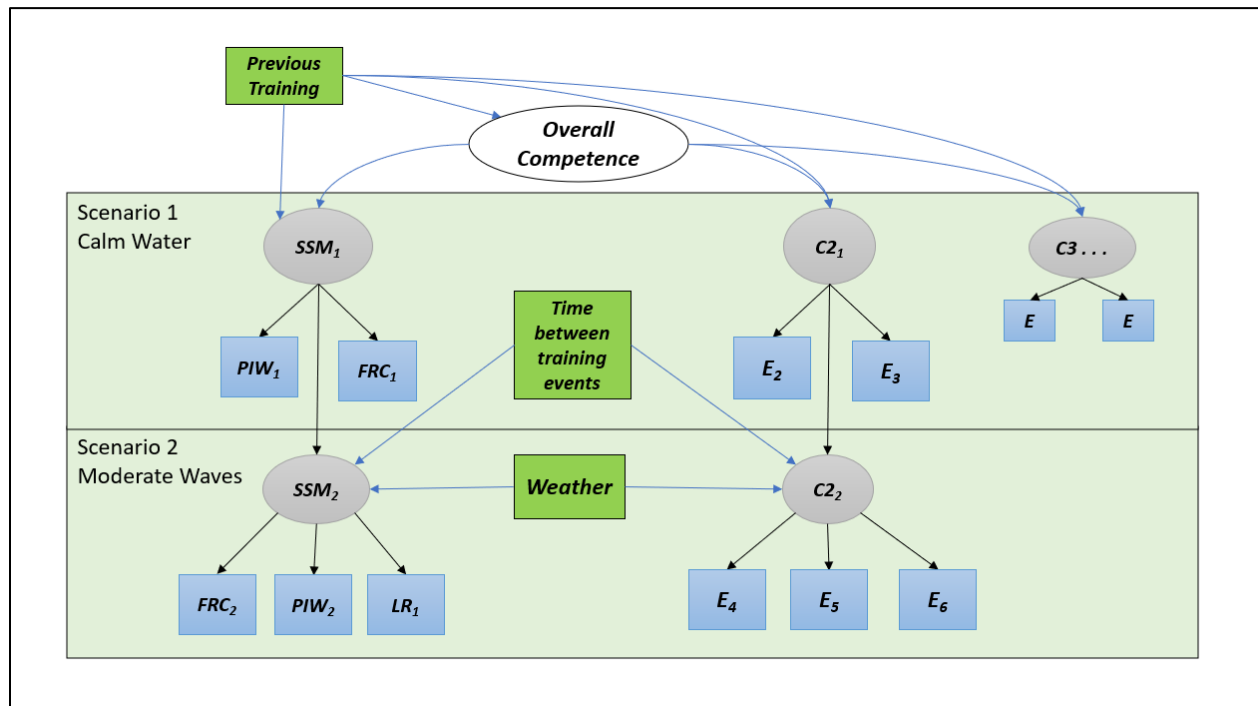 Previous
Training
Overall
Competence
Scenario 1
Calm Water
SSM₁
C2₁
C3 . . .
Time
between
training
events
PIW₁
FRC₁
E₂
E₃
E
E
Scenario 2
Moderate Waves
SSM₂
Weather
C2₂
FRC₂
PIW₂
LR₁
E₄
E₅
E₆